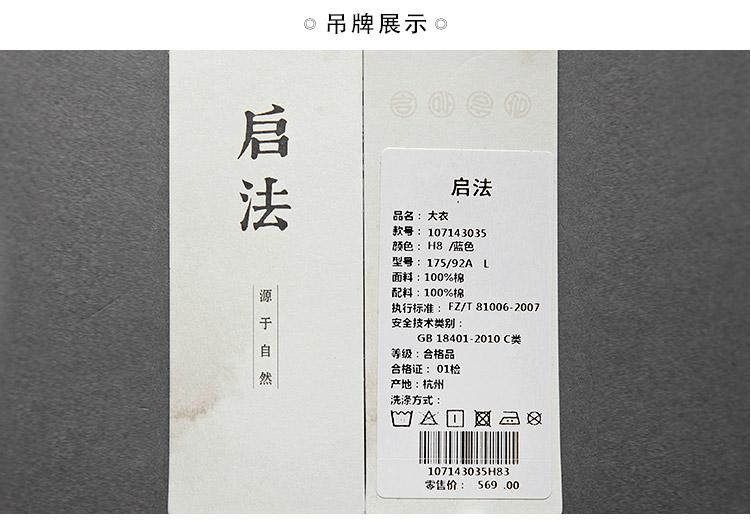 吊牌展示
启法
源于自然
启法
品名：大衣
款号：107143035
颜色：H8 /蓝色
型号：175/92A L
面料：100%棉
配料：100%棉
执行标准：FZ/T 81006-2007
安全技术类别：
GB 18401-2010 C类
等级：合格品
合格证：01检
产地：杭州
洗涤方式：
107143035H83
零售价：569 .00